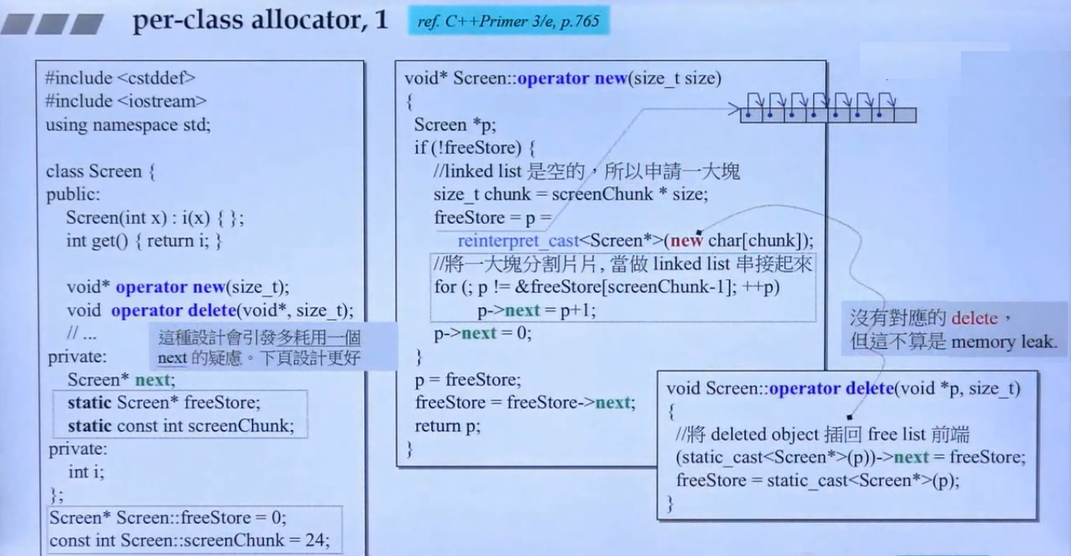 per-class allocator, 1
ref. C++Primer 3/e, p.765
#include <cstddef>
#include <iostream>
using namespace std;
class Screen {
public:
Screen(int x) : i(x) { };
int get() { return i; }
void* operator new(size_t);
void operator delete(void*, size_t);
// ...
這種設計會引發多耗用一個
next 的疑慮。下頁設計更好
private:
Screen* next;
static Screen* freeStore;
static const int screenChunk;
private:
int i;
};
Screen* Screen::freeStore = 0;
const int Screen::screenChunk = 24;
void* Screen::operator new(size_t size)
{
Screen *p;
if (!freeStore) {
//linked list 是空的，所以申請一大塊
size_t chunk = screenChunk * size;
freeStore = p =
reinterpret_cast<Screen*>(new char[chunk]);
//將一大塊分割片片, 當做 linked list 串接起來
for (; p != &freeStore[screenChunk-1]; ++p)
p->next = p+1;
p->next = 0;
}
p = freeStore;
freeStore = freeStore->next;
return p;
}
沒有對應的 delete，
但這不算是 memory leak.
void Screen::operator delete(void *p, size_t)
{
//將 deleted object 插回 free list 前端
(static_cast<Screen*>(p))->next = freeStore;
freeStore = static_cast<Screen*>(p);
}